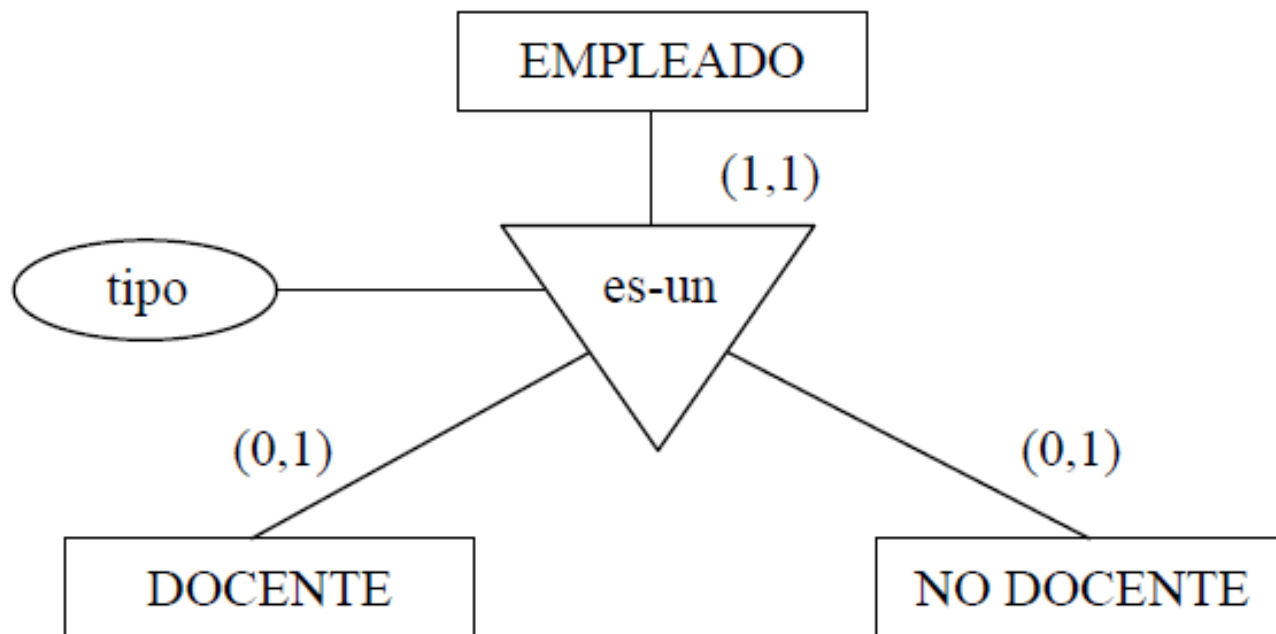 EMPLEADO
(1,1)
tipo
es-un
(0,1)
(0,1)
DOCENTE
NO DOCENTE